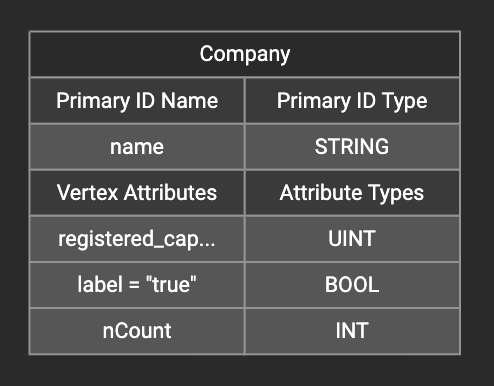 Company
Primary ID Name Primary ID Type
name STRING
Vertex Attributes Attribute Types
registered_cap... UINT
label = "true" BOOL
nCount INT